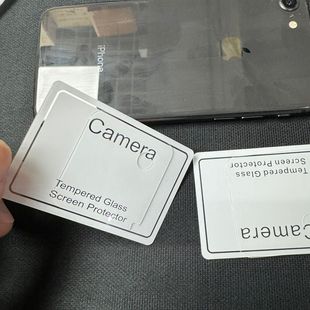 iPhone
Camera
Tempered Glass
Screen Protector
Camera
Tempered Glass
Screen Protector